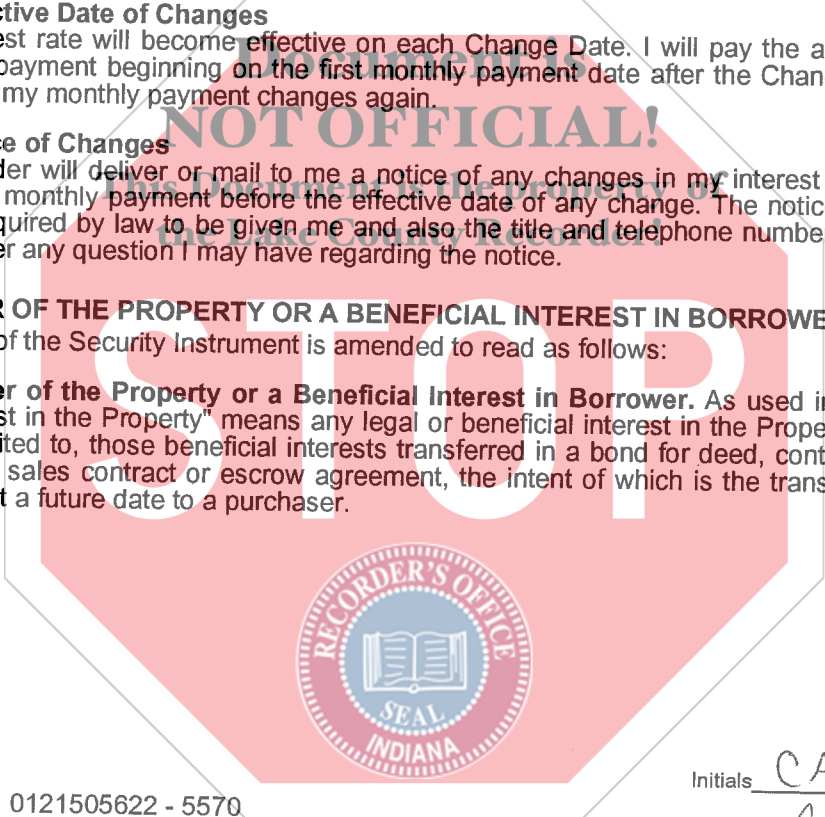 ctive Date of Changes
est rate will become effective on each Change Date. I will pay the a
payment beginning on the first monthly payment date after the Chan
my monthly payment changes again.
Document is
NOT OFFICIAL!
This Document is the property of
the Lake County Recorder!
ce of Changes
der will deliver or mail to me a notice of any changes in my interest
monthly payment before the effective date of any change. The notic
quired by law to be given me and also the title and telephone numbe
er any question I may have regarding the notice.
R OF THE PROPERTY OR A BENEFICIAL INTEREST IN BORROWE
of the Security Instrument is amended to read as follows:
er of the Property or a Beneficial Interest in Borrower. As used in
st in the Property" means any legal or beneficial interest in the Prope
ited to, those beneficial interests transferred in a bond for deed, cont
sales contract or escrow agreement, the intent of which is the trans
t a future date to a purchaser.
STOP
RECORDER'S OFFICE
SEAL
INDIANA
Initials CA
0121505622 - 5570